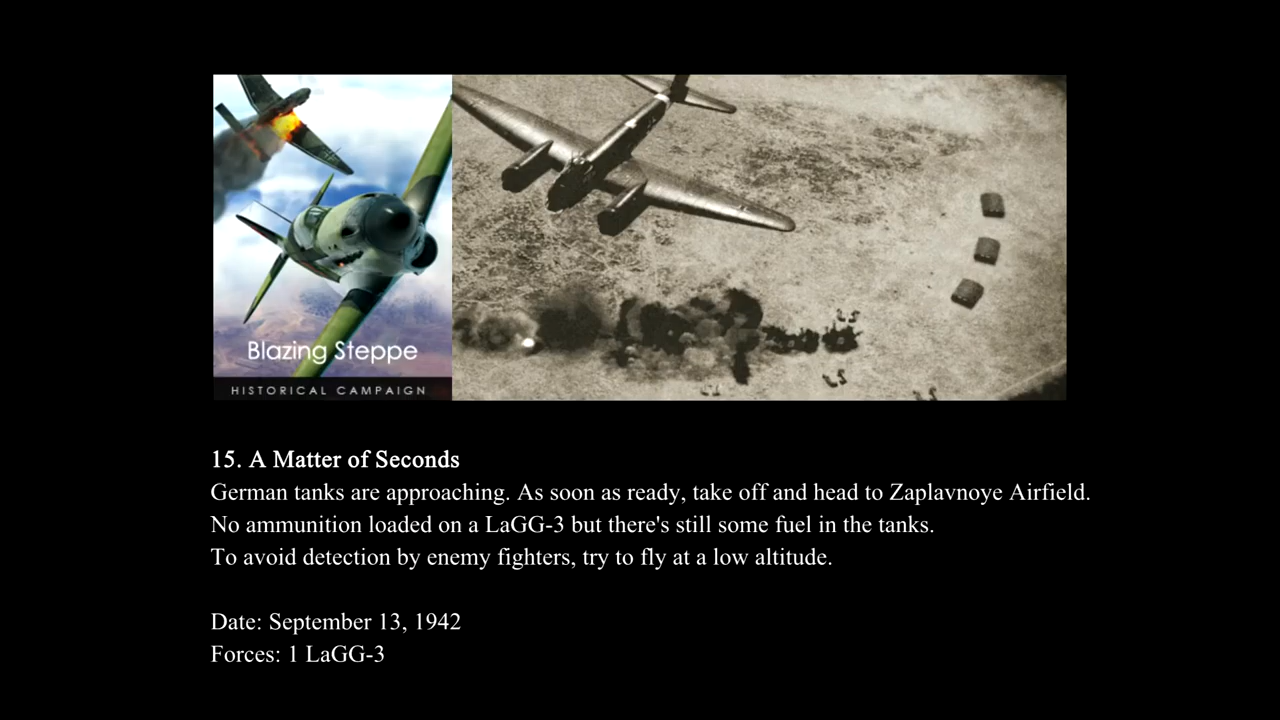 Blazing Steppe
HISTORICAL CAMPAIGN
15. A Matter of Seconds
German tanks are approaching. As soon as ready, take off and head to Zaplavnoye Airfield.
No ammunition loaded on a LaGG-3 but there's still some fuel in the tanks.
To avoid detection by enemy fighters, try to fly at a low altitude.
Date: September 13, 1942
Forces: 1 LaGG-3